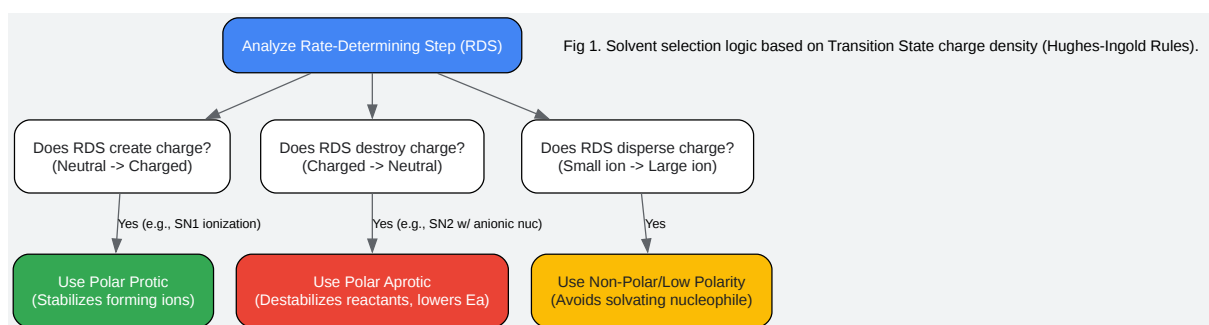 Analyze Rate-Determining Step (RDS)
Fig 1. Solvent selection logic based on Transition State charge density (Hughes-Ingold Rules).
Does RDS create charge?
(Neutral -> Charged)
Does RDS destroy charge?
(Charged -> Neutral)
Does RDS disperse charge?
(Small ion -> Large ion)
Yes (e.g., SN1 ionization)
Yes (e.g., SN2 w/ anionic nuc)
Yes
Use Polar Protic
(Stabilizes forming ions)
Use Polar Aprotic
(Destabilizes reactants, lowers Ea)
Use Non-Polar/Low Polarity
(Avoids solvating nucleophile)